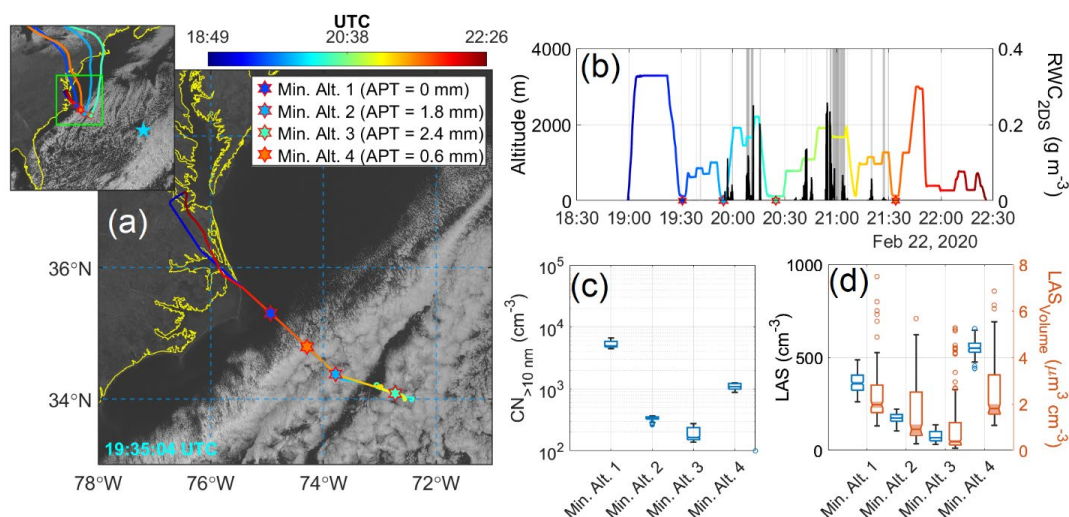 UTC
18:49 20:38 22:26
Min. Alt. 1 (APT = 0 mm)
Min. Alt. 2 (APT = 1.8 mm)
Min. Alt. 3 (APT = 2.4 mm)
Min. Alt. 4 (APT = 0.6 mm)
(a)
36°N
34°N
19:35:04 UTC
78°W 76°W 74°W 72°W
(b)
Altitude (m)
4000
2000
0
RWC2DS (g m-3)
0.4
0.2
0
18:30 19:00 19:30 20:00 20:30 21:00 21:30 22:00 22:30
Feb 22, 2020
(c)
CN>10 nm (cm-3)
10^5
10^4
10^3
10^2
Min. Alt. 1
Min. Alt. 2
Min. Alt. 3
Min. Alt. 4
(d)
LAS (cm-3)
1000
500
0
LASVolume (μm3 cm-3)
8
6
4
2
0
Min. Alt. 1
Min. Alt. 2
Min. Alt. 3
Min. Alt. 4